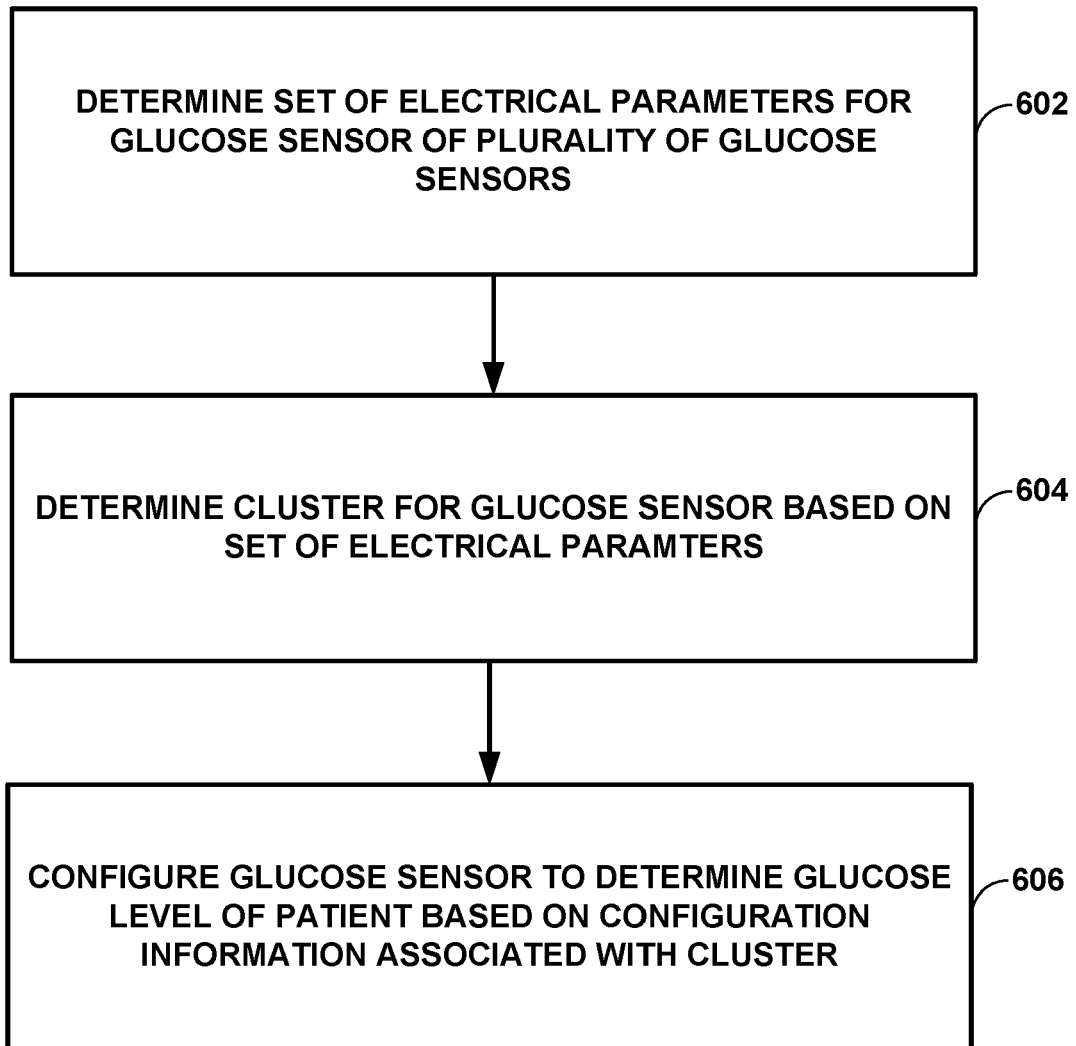 DETERMINE SET OF ELECTRICAL PARAMETERS FOR
GLUCOSE SENSOR OF PLURALITY OF GLUCOSE
SENSORS
602
DETERMINE CLUSTER FOR GLUCOSE SENSOR BASED ON
SET OF ELECTRICAL PARAMTERS
604
CONFIGURE GLUCOSE SENSOR TO DETERMINE GLUCOSE
LEVEL OF PATIENT BASED ON CONFIGURATION
INFORMATION ASSOCIATED WITH CLUSTER
606